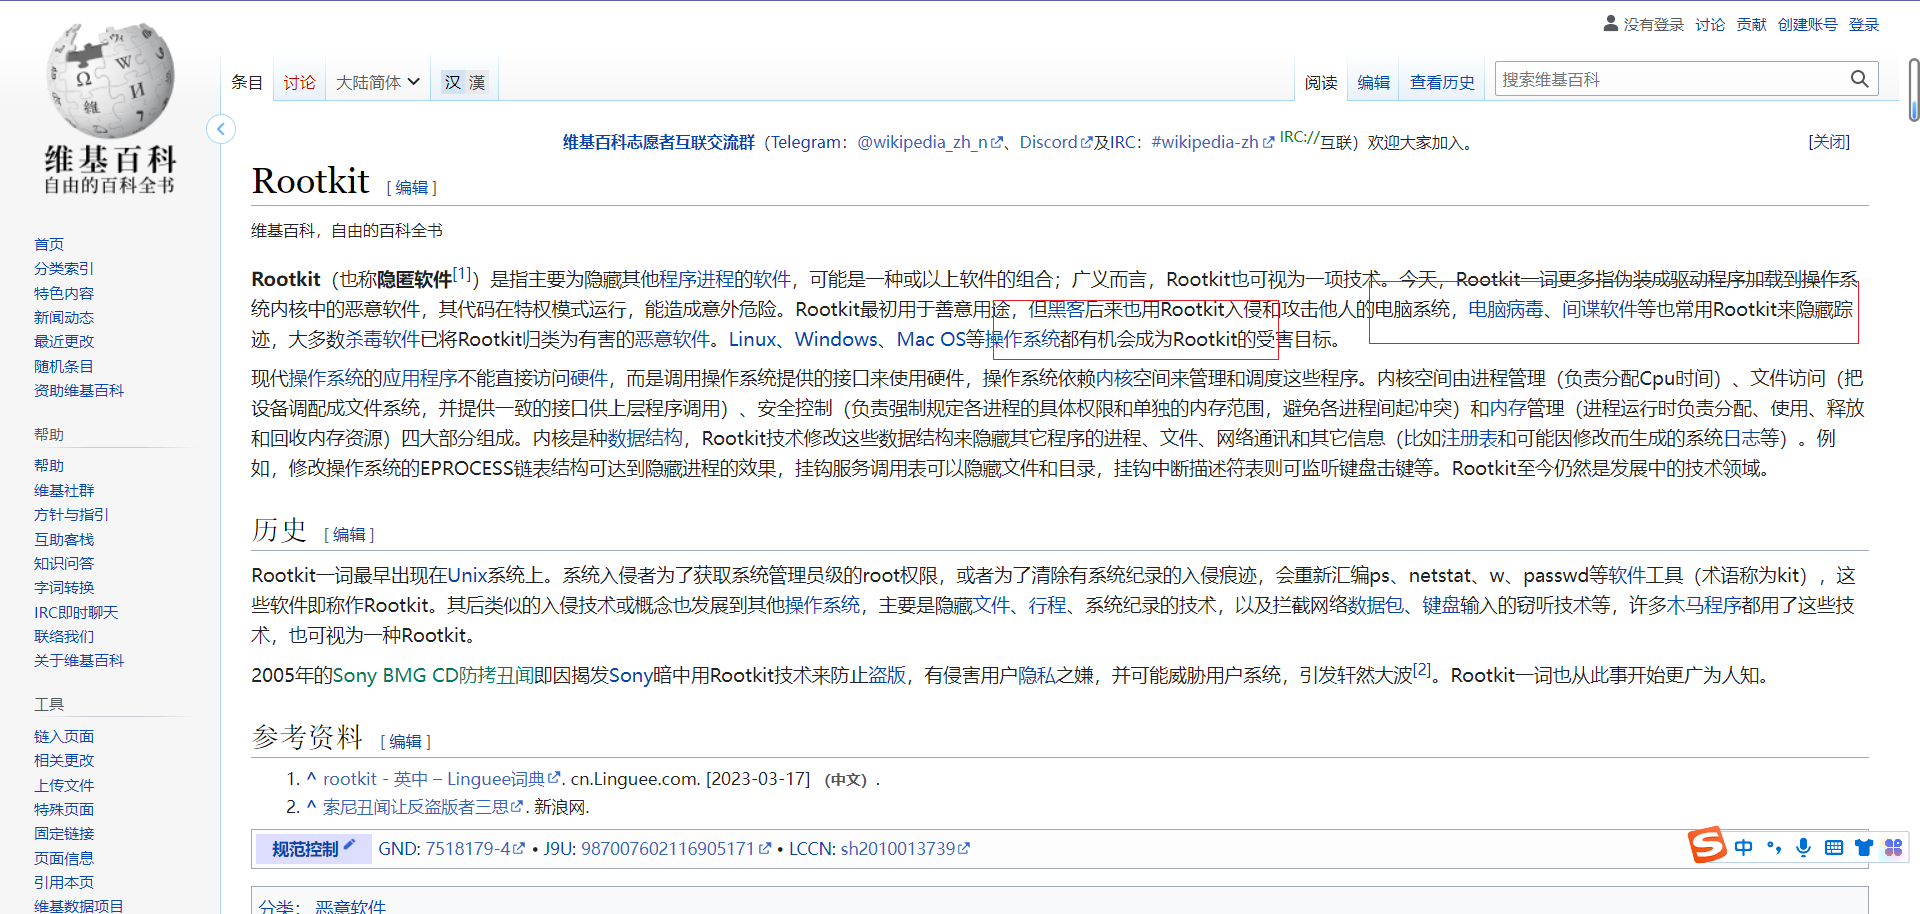 没有登录 讨论 贡献 创建账号 登录
条目 讨论 大陆简体 汉 漢 阅读 编辑 查看历史 搜索维基百科
维基百科
自由的百科全书
维基百科志愿者互联交流群（Telegram：@wikipedia_zh_n、Discord及IRC：#wikipedia-zh IRC://互联）欢迎大家加入。 [关闭]
Rootkit [ 编辑 ]
维基百科，自由的百科全书
Rootkit（也称隐匿软件[1]）是指主要为隐藏其他程序进程的软件，可能是一种或以上软件的组合；广义而言，Rootkit也可视为一项技术。今天，Rootkit一词更多指伪装成驱动程序加载到操作系
统内核中的恶意软件，其代码在特权模式运行，能造成意外危险。Rootkit最初用于善意用途，但黑客后来也用Rootkit入侵和攻击他人的电脑系统，电脑病毒、间谍软件等也常用Rootkit来隐藏踪
迹，大多数杀毒软件已将Rootkit归类为有害的恶意软件。Linux、Windows、Mac OS等操作系统都有机会成为Rootkit的受害目标。
现代操作系统的应用程序不能直接访问硬件，而是调用操作系统提供的接口来使用硬件，操作系统依赖内核空间来管理和调度这些程序。内核空间由进程管理（负责分配Cpu时间）、文件访问（把
设备调配成文件系统，并提供一致的接口供上层程序调用）、安全控制（负责强制规定各进程的具体权限和单独的内存范围，避免各进程间起冲突）和内存管理（进程运行时负责分配、使用、释放
和回收内存资源）四大部分组成。内核是种数据结构，Rootkit技术修改这些数据结构来隐藏其它程序的进程、文件、网络通讯和其它信息（比如注册表和可能因修改而生成的系统日志等）。例
如，修改操作系统的EPROCESS链表结构可达到隐藏进程的效果，挂钩服务调用表可以隐藏文件和目录，挂钩中断描述符表则可监听键盘击键等。Rootkit至今仍然是发展中的技术领域。
历史 [ 编辑 ]
Rootkit一词最早出现在Unix系统上。系统入侵者为了获取系统管理员级的root权限，或者为了清除有系统纪录的入侵痕迹，会重新汇编ps、netstat、w、passwd等软件工具（术语称为kit），这
些软件即称作Rootkit。其后类似的入侵技术或概念也发展到其他操作系统，主要是隐藏文件、行程、系统纪录的技术，以及拦截网络数据包、键盘输入的窃听技术等，许多木马程序都用了这些技
术，也可视为一种Rootkit。
2005年的Sony BMG CD防拷丑闻即因揭发Sony暗中用Rootkit技术来防止盗版，有侵害用户隐私之嫌，并可能威胁用户系统，引发轩然大波[2]。Rootkit一词也从此事开始更广为人知。
参考资料 [ 编辑 ]
1. ^ rootkit - 英中 – Linguee词典. cn.Linguee.com. [2023-03-17] （中文）.
2. ^ 索尼丑闻让反盗版者三思. 新浪网.
规范控制 GND: 7518179-4 • J9U: 987007602116905171 • LCCN: sh2010013739
分类： 恶意软件
首页
分类索引
特色内容
新闻动态
最近更改
随机条目
资助维基百科
帮助
帮助
维基社群
方针与指引
互助客栈
知识问答
字词转换
IRC即时聊天
联络我们
关于维基百科
工具
链入页面
相关更改
上传文件
特殊页面
固定链接
页面信息
引用本页
维基数据项目
S 中